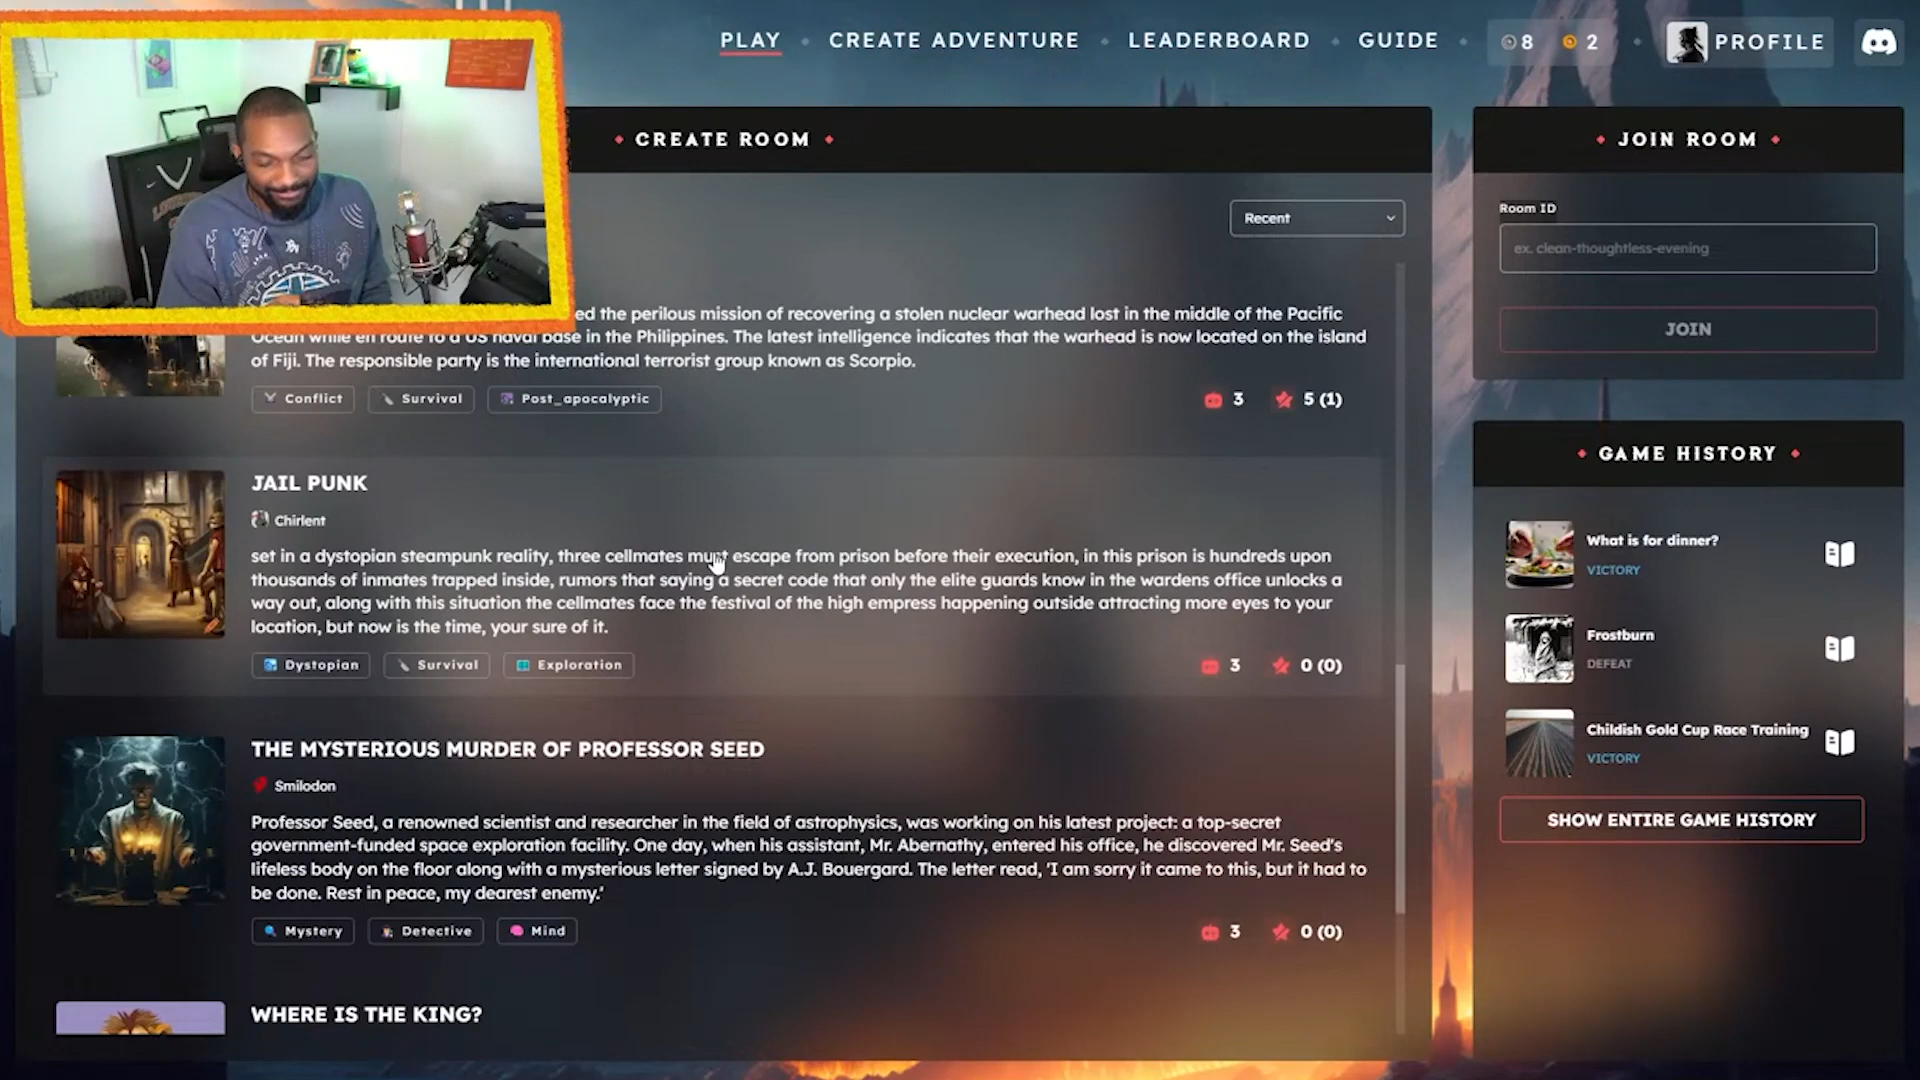 PLAY
CREATE ADVENTURE
LEADERBOARD
GUIDE
8
2
PROFILE
CREATE ROOM
Recent
ed the perilous mission of recovering a stolen nuclear warhead lost in the middle of the Pacific
Ocean while en route to a US naval base in the Philippines. The latest intelligence indicates that the warhead is now located on the island
of Fiji. The responsible party is the international terrorist group known as Scorpio.
Conflict
Survival
Post_apocalyptic
3
5 (1)
JAIL PUNK
Chirlent
set in a dystopian steampunk reality, three cellmates must escape from prison before their execution, in this prison is hundreds upon
thousands of inmates trapped inside, rumors that saying a secret code that only the elite guards know in the wardens office unlocks a
way out, along with this situation the cellmates face the festival of the high empress happening outside attracting more eyes to your
location, but now is the time, your sure of it.
Dystopian
Survival
Exploration
3
0 (0)
THE MYSTERIOUS MURDER OF PROFESSOR SEED
Smilodon
Professor Seed, a renowned scientist and researcher in the field of astrophysics, was working on his latest project: a top-secret
government-funded space exploration facility. One day, when his assistant, Mr. Abernathy, entered his office, he discovered Mr. Seed's
lifeless body on the floor along with a mysterious letter signed by A.J. Bouergard. The letter read, 'I am sorry it came to this, but it had to
be done. Rest in peace, my dearest enemy.'
Mystery
Detective
Mind
3
0 (0)
WHERE IS THE KING?
JOIN ROOM
Room ID
ex. clean-thoughtless-evening
JOIN
GAME HISTORY
What is for dinner?
VICTORY
Frostburn
DEFEAT
Childish Gold Cup Race Training
VICTORY
SHOW ENTIRE GAME HISTORY